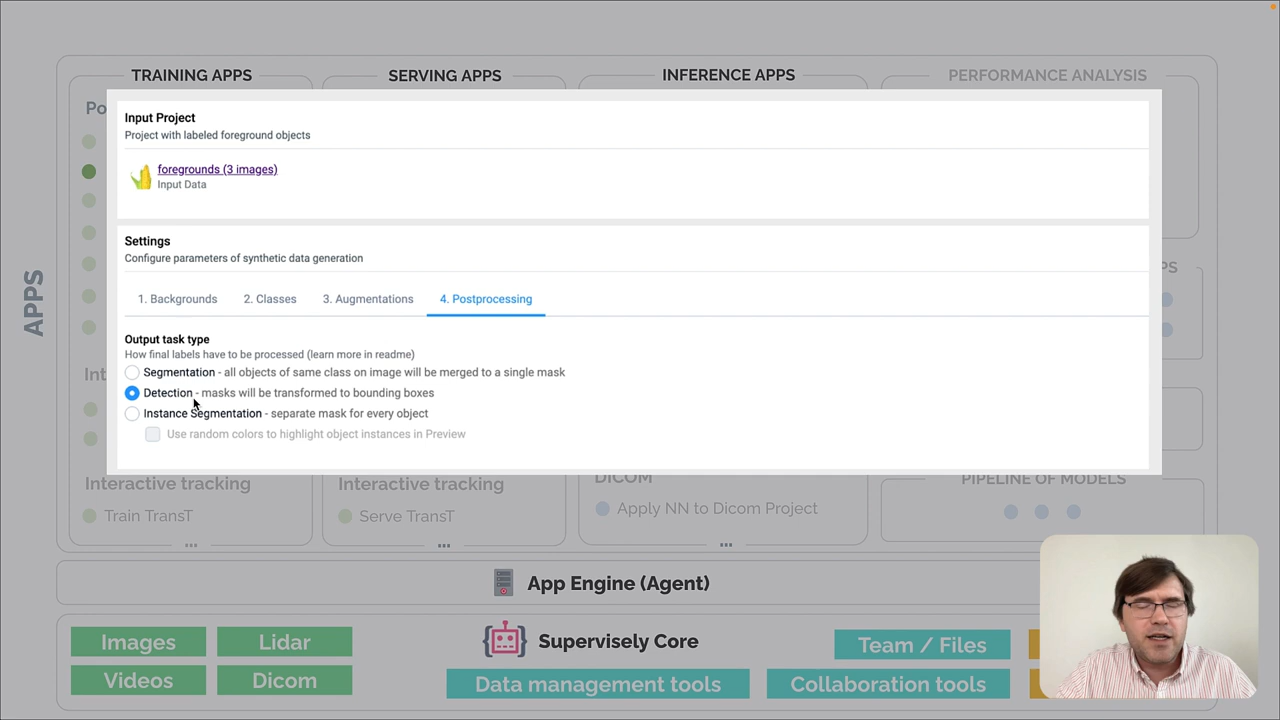 TRAINING APPS
SERVING APPS
INFERENCE APPS
PERFORMANCE ANALYSIS
Po
Input Project
Project with labeled foreground objects
foregrounds (3 images)
Input Data
Settings
Configure parameters of synthetic data generation
1. Backgrounds
2. Classes
3. Augmentations
4. Postprocessing
Output task type
How final labels have to be processed (learn more in readme)
Segmentation - all objects of same class on image will be merged to a single mask
Detection - masks will be transformed to bounding boxes
Instance Segmentation - separate mask for every object
Use random colors to highlight object instances in Preview
APPS
PS
Int
Interactive tracking
Train TransT
...
Interactive tracking
Serve TransT
...
DICOM
Apply NN to Dicom Project
...
PIPELINE OF MODELS
App Engine (Agent)
Images
Lidar
Videos
Dicom
Supervisely Core
Data management tools
Team / Files
Collaboration tools